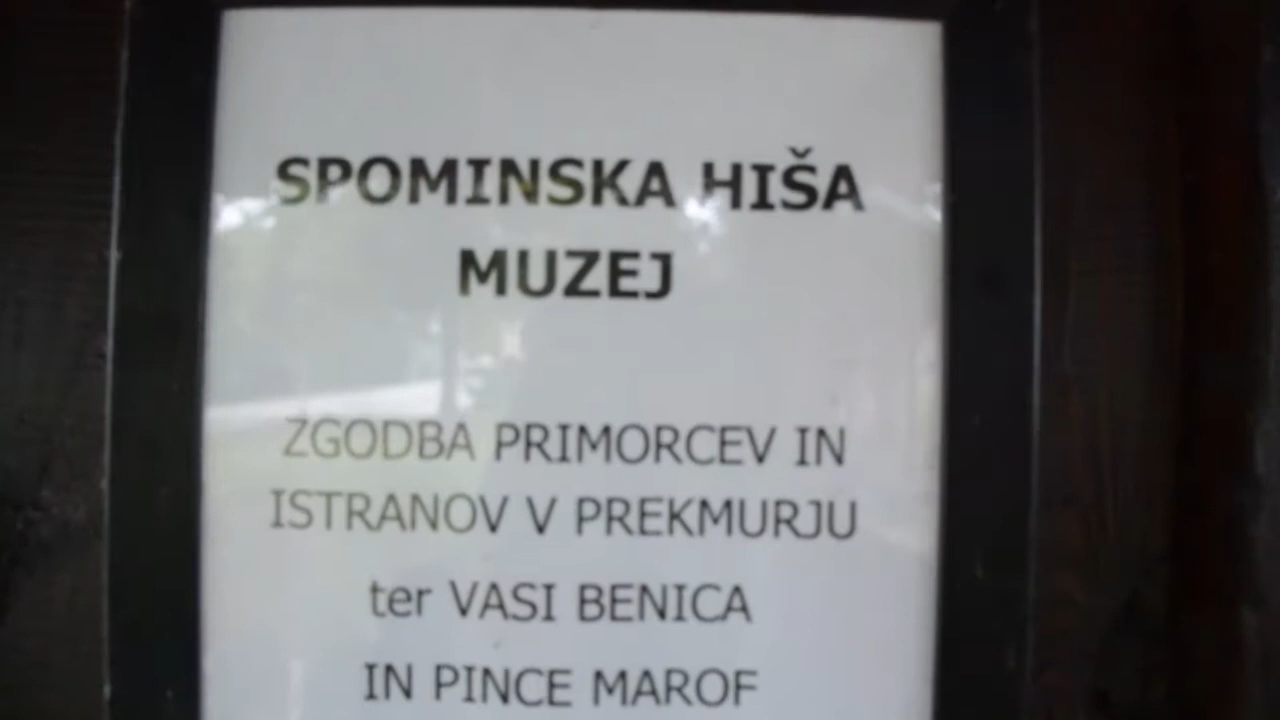 SPOMINSKA HIŠA
MUZEJ
ZGODBA PRIMORCEV IN
ISTRANOV V PREKMURJU
ter VASI BENICA
IN PINCE MAROF